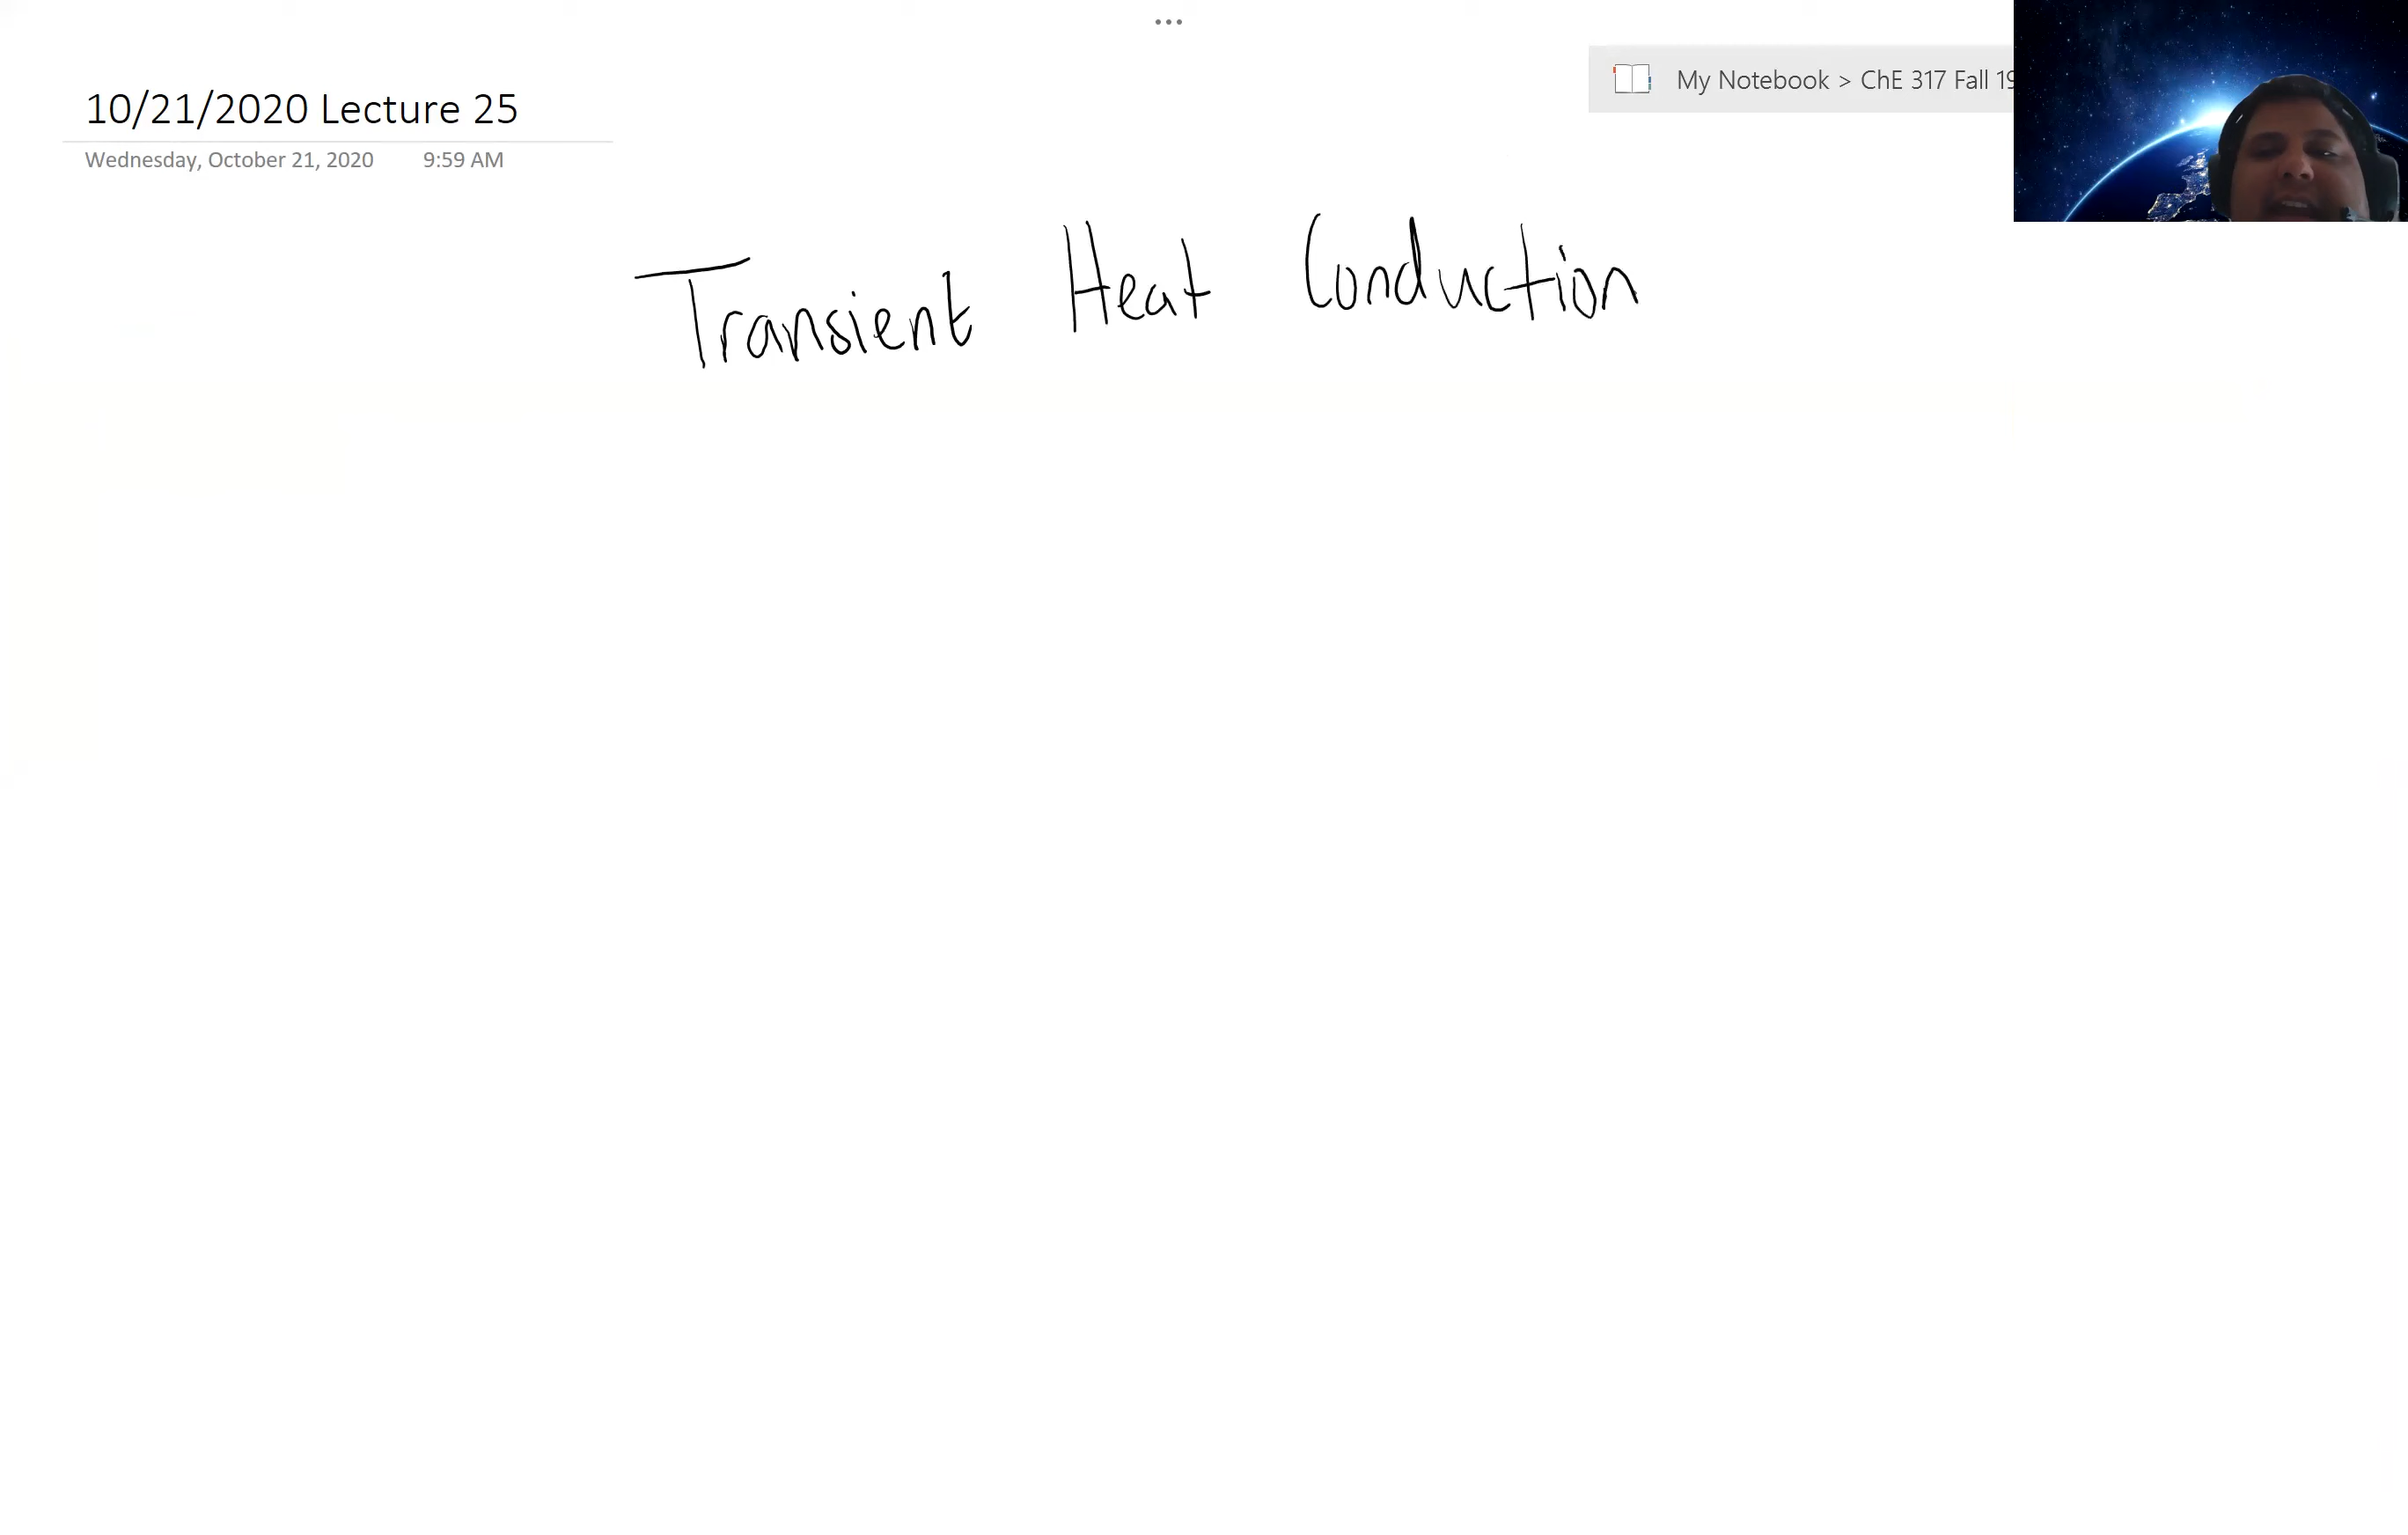 10/21/2020 Lecture 25
My Notebook > ChE 317 Fall 19
Wednesday, October 21, 2020 9:59 AM
Transient Heat Conduction